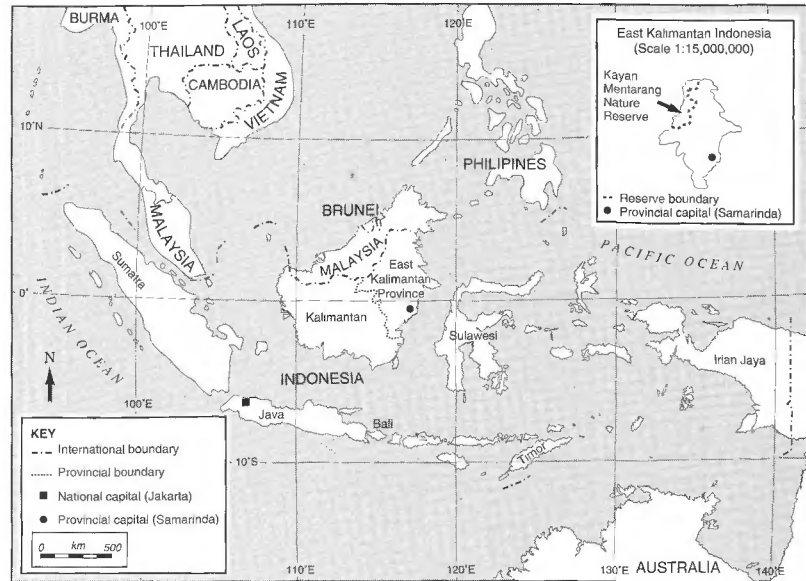 BURMA
100°E
120°E
THAILAND
LAOS
CAMBODIA
VIETNAM
10°N
PHILIPINES
BRUNEI
MALAYSIA
MALAYSIA
Sumatra
East
Kalimantan
Province
Kalimantan
Sulawesi
PACIFIC OCEAN
INDIAN OCEAN
0°
Irian Jaya
N
INDONESIA
100°E
Java
Bali
Timor
10°S
110°E
120°E
130°E
140°E
AUSTRALIA
East Kalimantan Indonesia
(Scale 1:15,000,000)
Kayan
Mentarang
Nature
Reserve
Reserve boundary
Provincial capital (Samarinda)
KEY
International boundary
Provincial boundary
National capital (Jakarta)
Provincial capital (Samarinda)
0 km 500